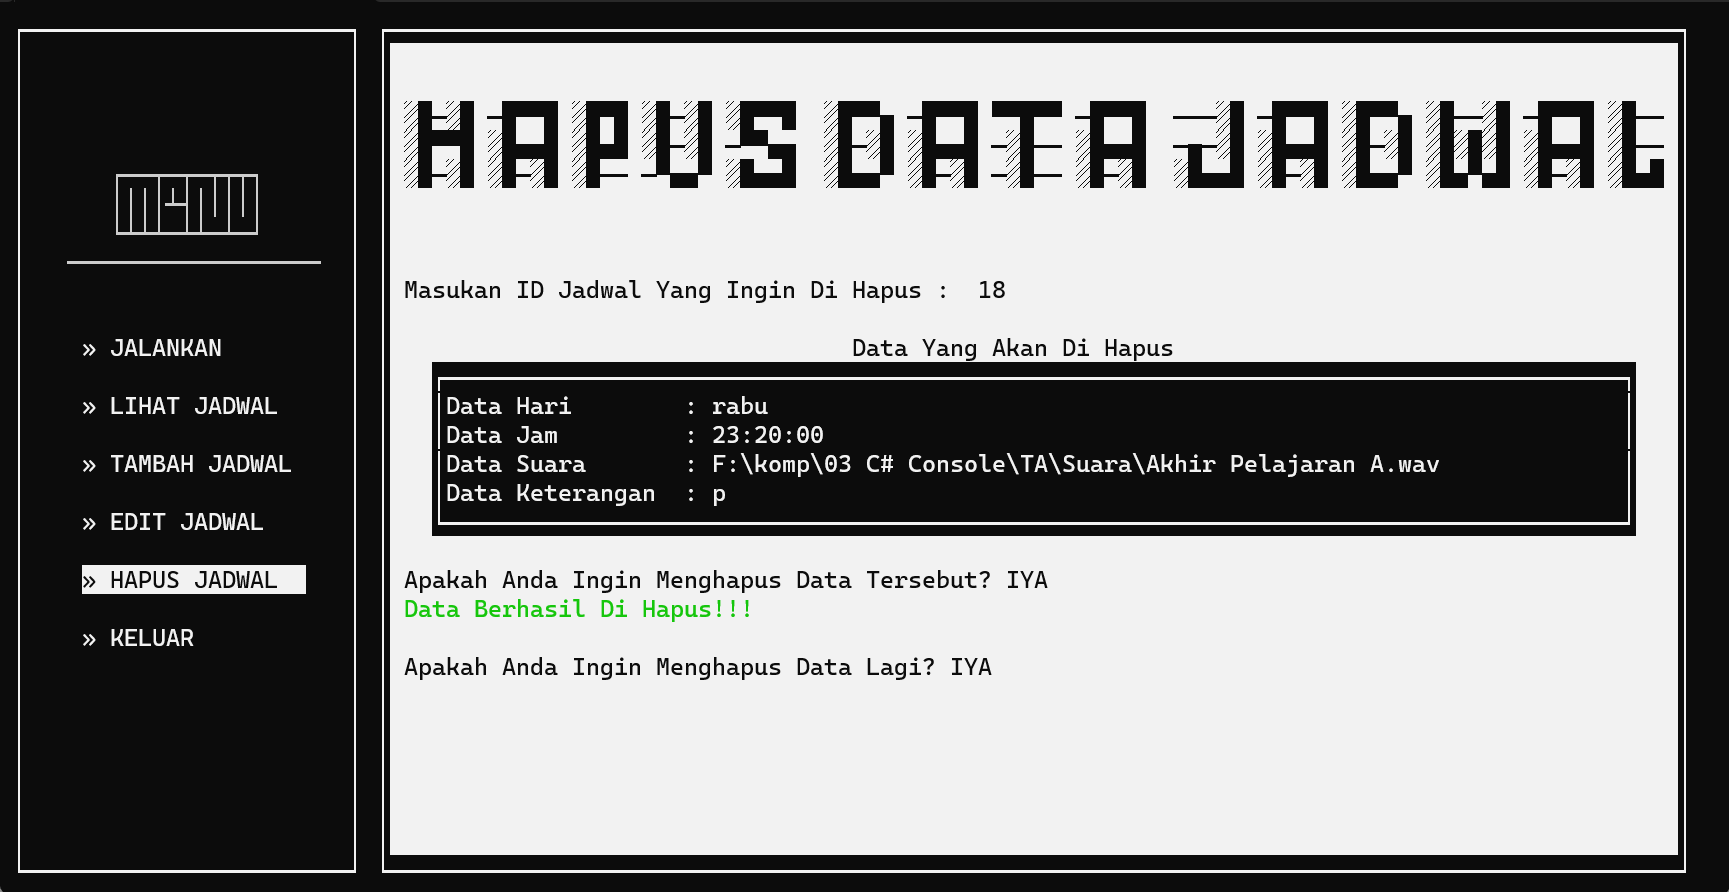 MENU
» JALANKAN
» LIHAT JADWAL
» TAMBAH JADWAL
» EDIT JADWAL
» HAPUS JADWAL
» KELUAR
HAPUS DATA JADWAL
Masukan ID Jadwal Yang Ingin Di Hapus :  18
Data Yang Akan Di Hapus
Data Hari        : rabu
Data Jam         : 23:20:00
Data Suara       : F:\komp\03 C# Console\TA\Suara\Akhir Pelajaran A.wav
Data Keterangan  : p
Apakah Anda Ingin Menghapus Data Tersebut? IYA
Data Berhasil Di Hapus!!!
Apakah Anda Ingin Menghapus Data Lagi? IYA